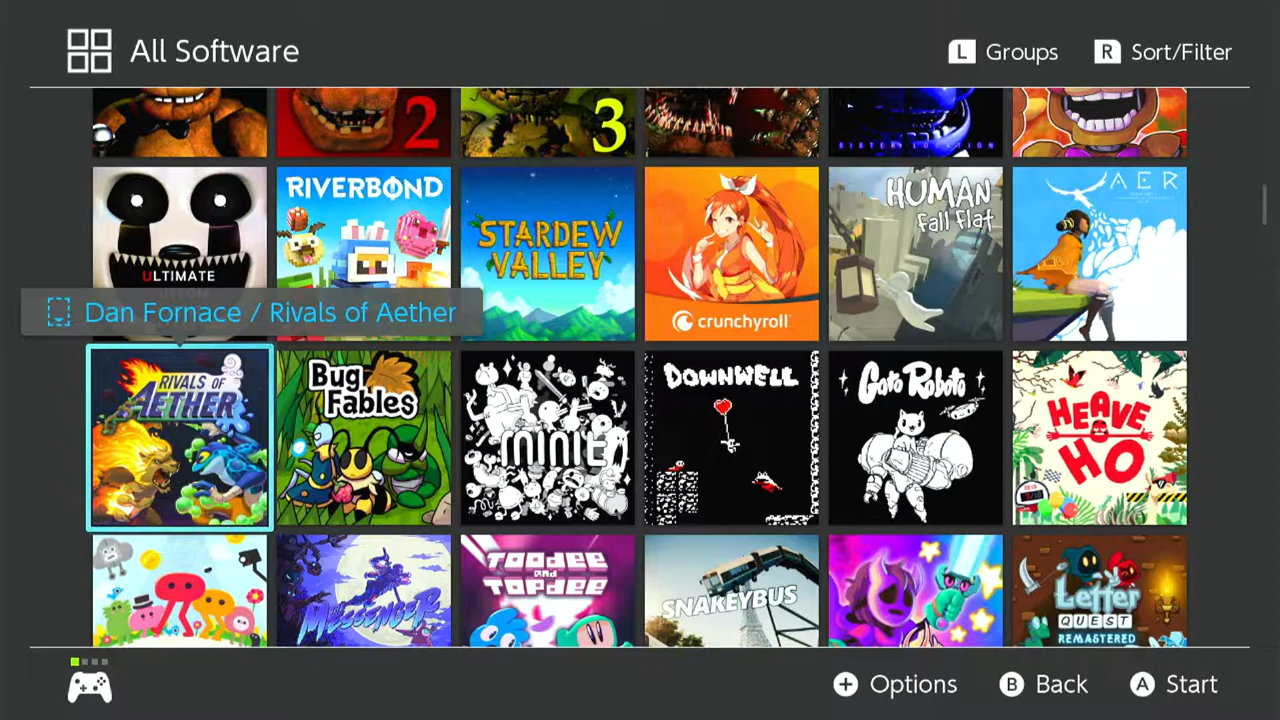 All Software
L Groups
R Sort/Filter
2
3
ULTIMATE
RIVERBOND
STARDEW
VALLEY
crunchyroll
HUMAN
fall flat
AER
Dan Fornace / Rivals of Aether
RIVALS OF
AETHER
Bug
Fables
minit
DOWNWELL
Gato Roboto
HEAVE
HO
MESSENGER
TOODEE
AND
TOPDEE
SNAKEYBUS
Letter
QUEST
REMASTERED
+ Options
B Back
A Start